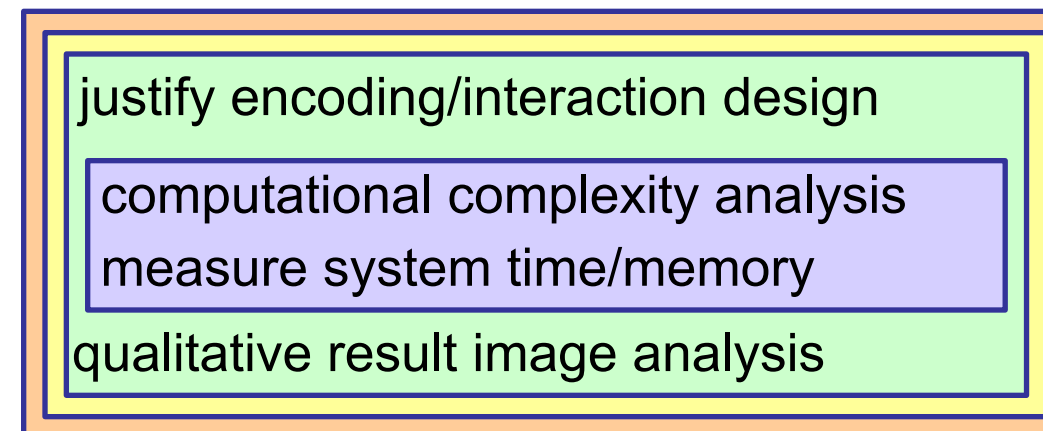 justify encoding/interaction design
computational complexity analysis
measure system time/memory
qualitative result image analysis